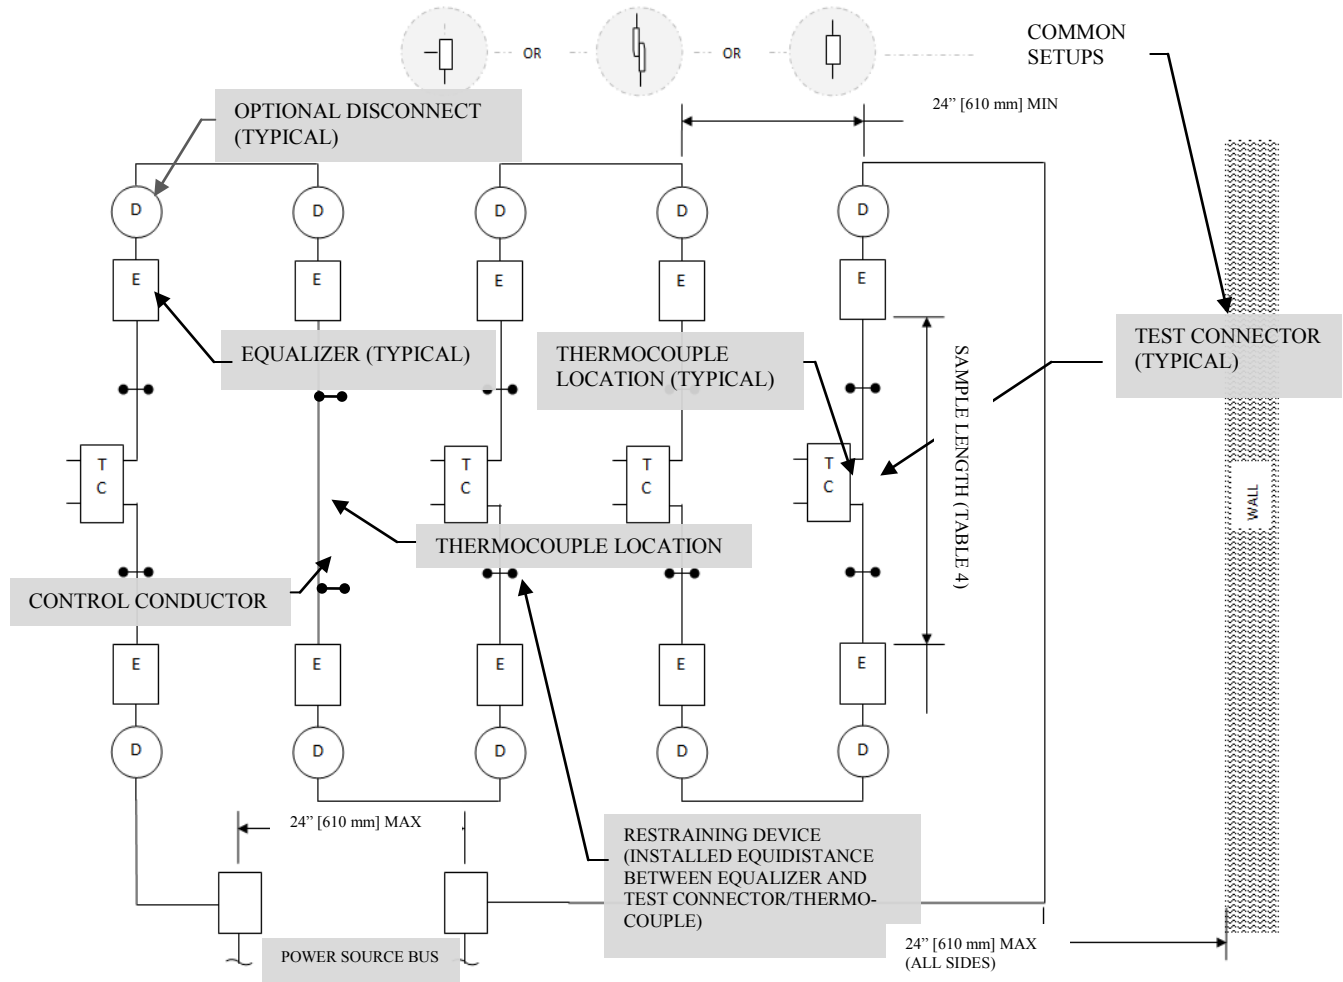 COMMON
SETUPS
OR
OR
24” [610 mm] MIN
OPTIONAL DISCONNECT
(TYPICAL)
D
D
D
D
D
E
E
E
E
E
EQUALIZER (TYPICAL)
THERMOCOUPLE
LOCATION (TYPICAL)
TEST CONNECTOR
(TYPICAL)
SAMPLE LENGTH (TABLE 4)
T
C
T
C
T
C
T
C
WALL
THERMOCOUPLE LOCATION
CONTROL CONDUCTOR
E
E
E
E
E
D
D
D
D
D
24” [610 mm] MAX
RESTRAINING DEVICE
(INSTALLED EQUIDISTANCE
BETWEEN EQUALIZER AND
TEST CONNECTOR/THERMO-
COUPLE)
POWER SOURCE BUS
24” [610 mm] MAX
(ALL SIDES)